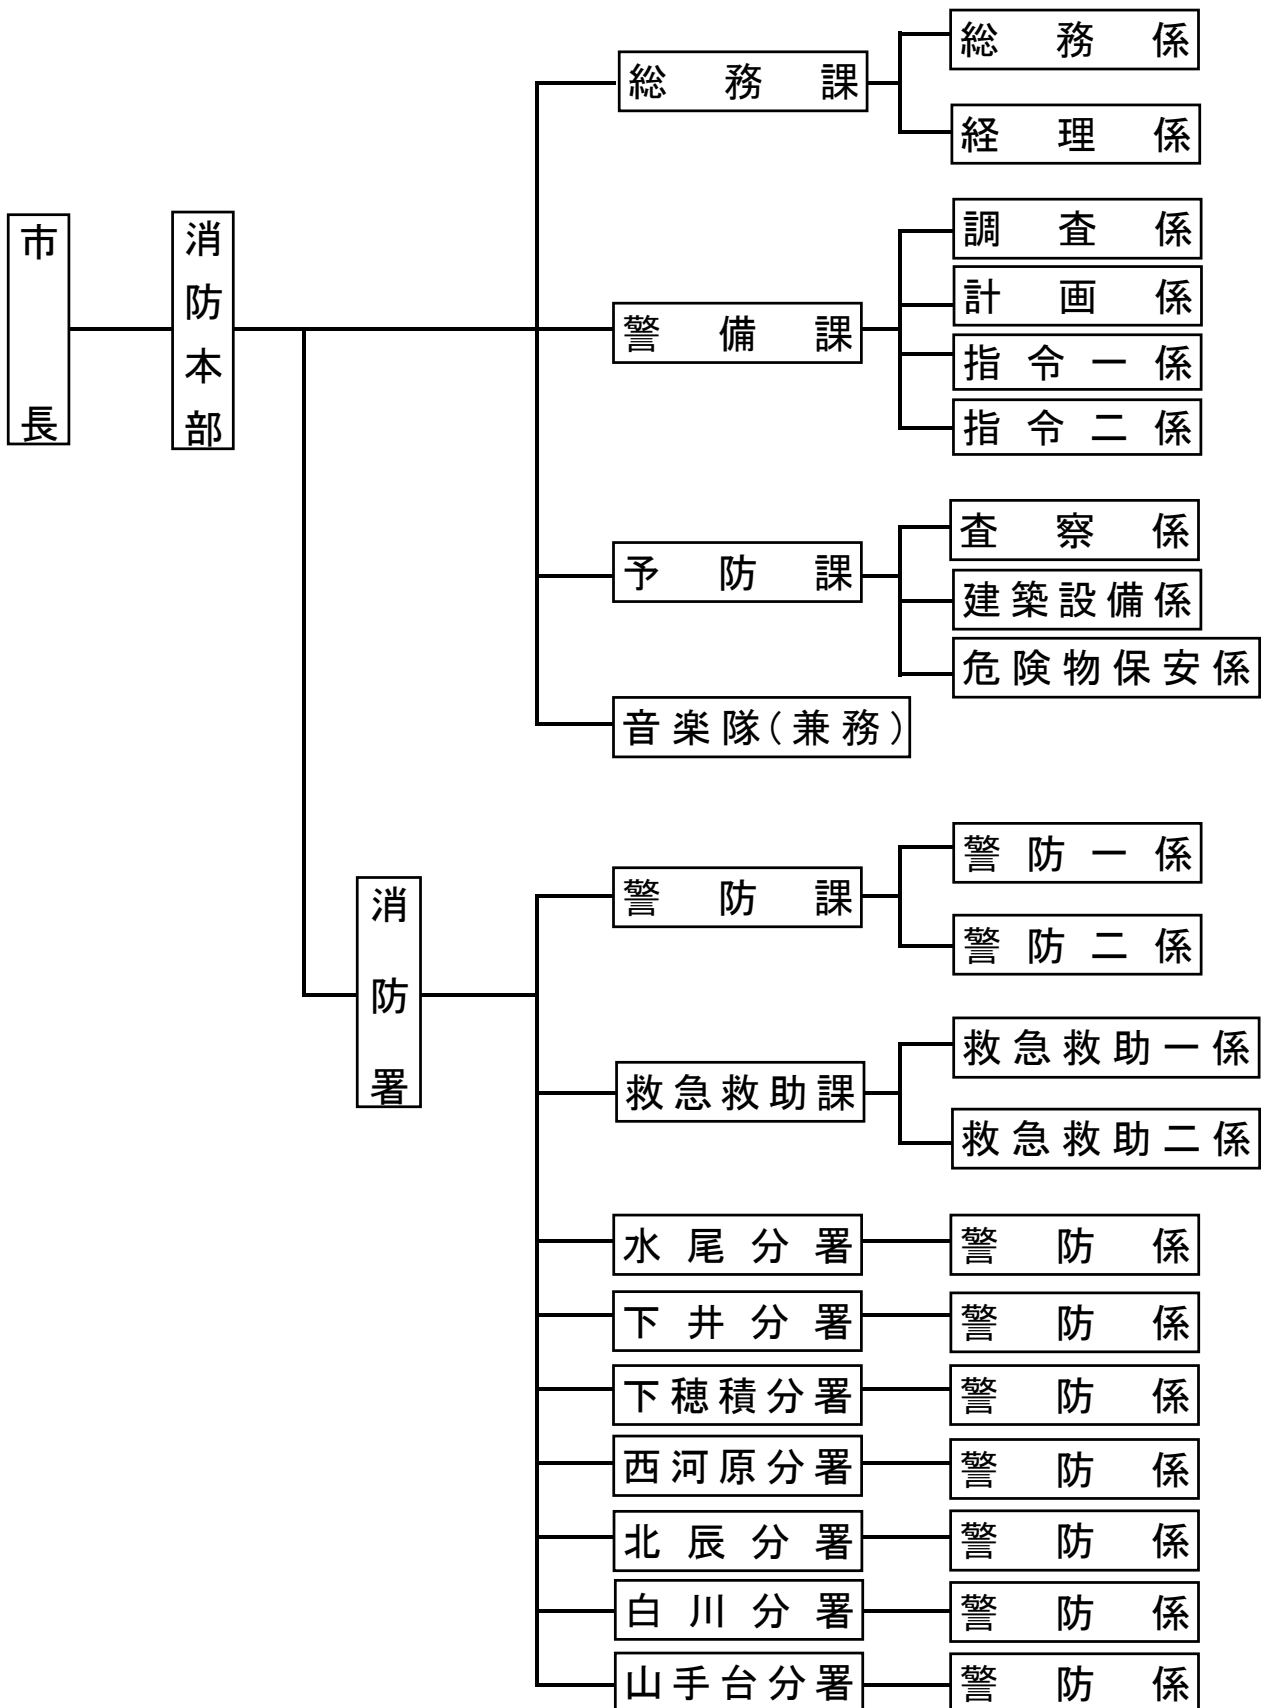 市長
消防本部
総務課
総務係
経理係
警備課
調査係
計画係
指令一係
指令二係
予防課
査察係
建築設備係
危険物保安係
音楽隊(兼務)
消防署
警防課
警防一係
警防二係
救急救助課
救急救助一係
救急救助二係
水尾分署
警防係
下井分署
警防係
下穂積分署
警防係
西河原分署
警防係
北辰分署
警防係
白川分署
警防係
山手台分署
警防係